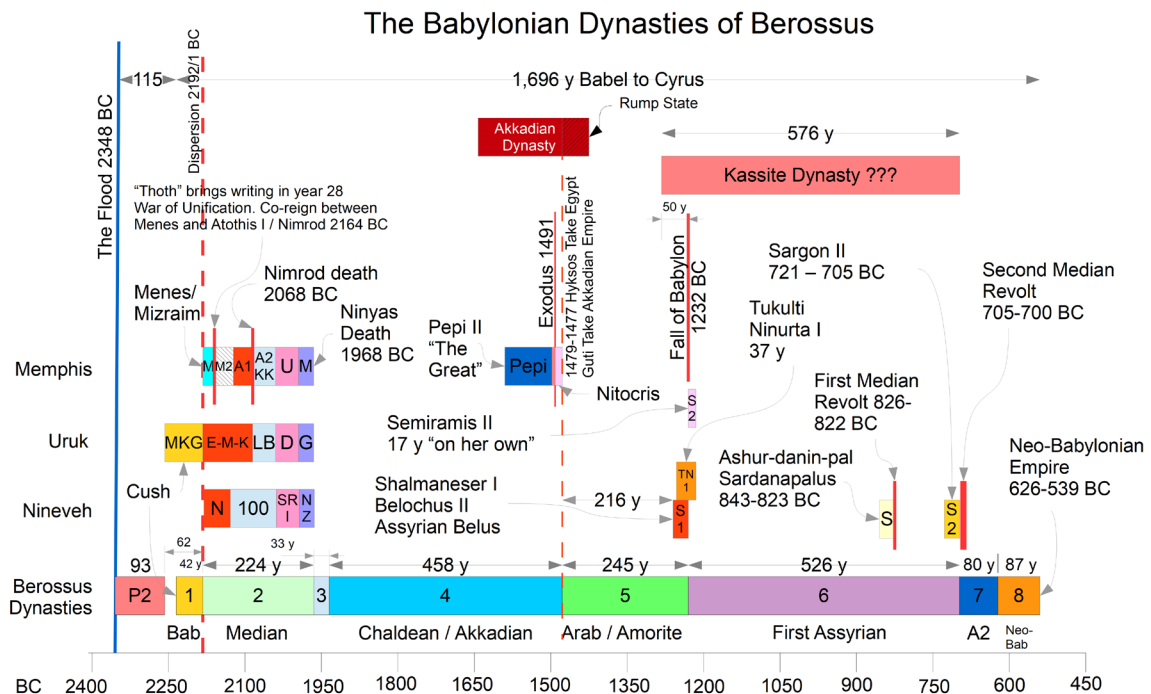 The Babylonian Dynasties of Berossus
The Flood 2348 BC
115
Dispersion 2192/1 BC
1,696 y Babel to Cyrus
Akkadian
Dynasty
Rump State
576 y
Kassite Dynasty ???
50 y
"Thoth" brings writing in year 28
War of Unification. Co-reign between
Menes and Atothis I / Nimrod 2164 BC
Menes/
Mizraim
Nimrod death
2068 BC
Ninyas
Death
1968 BC
Pepi II
"The
Great"
Exodus 1491
1479-1477 Hyksos Take Egypt
Guti Take Akkadian Empire
Fall of Babylon
1232 BC
Sargon II
721 – 705 BC
Second Median
Revolt
705-700 BC
Tukulti
Ninurta I
37 y
First Median
Revolt 826-
822 BC
Memphis
M
M2
A1
A2
KK
U
M
Pepi
Nitocris
S
2
Semiramis II
17 y "on her own"
Uruk
MKG
E-M-K
LB
D
G
Cush
Shalmaneser I
Belochus II
Assyrian Belus
216 y
TN
1
S
1
Ashur-danin-pal
Sardanapalus
843-823 BC
S
S
2
Neo-Babylonian
Empire
626-539 BC
Nineveh
N
100
SR
I
N
Z
93
62
42 y
224 y
33 y
458 y
245 y
526 y
80 y
87 y
Berossus
Dynasties
P2
1
2
3
4
5
6
7
8
Bab
Median
Chaldean / Akkadian
Arab / Amorite
First Assyrian
A2
Neo-
Bab
BC
2400
2250
2100
1950
1800
1650
1500
1350
1200
1050
900
750
600
450